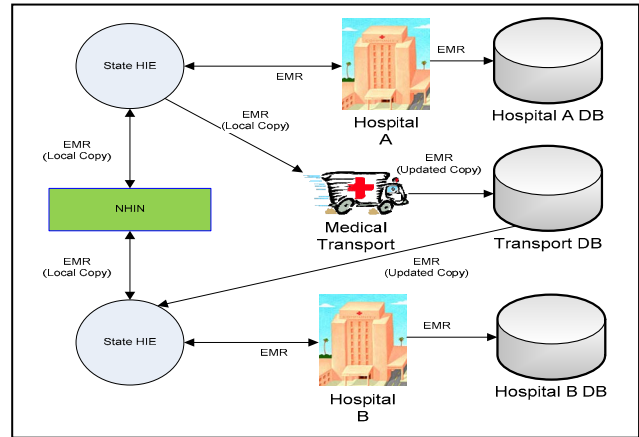 State HIE
EMR
EMR
Hospital
A
Hospital A DB
EMR
(Local Copy)
EMR
(Local Copy)
EMR
(Updated Copy)
Medical
Transport
Transport DB
NHIN
EMR
(Local Copy)
EMR
(Updated Copy)
State HIE
EMR
EMR
Hospital
B
Hospital B DB